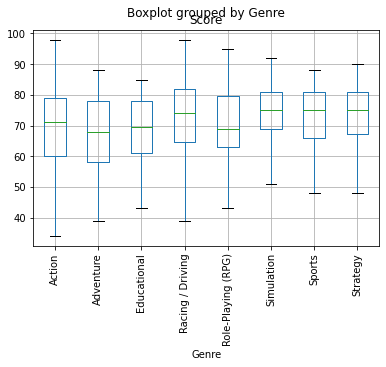 Boxplot grouped by Genre
Score
100
90
80
70
60
50
40
Action
Adventure
Educational
Racing / Driving
Role-Playing (RPG)
Simulation
Sports
Strategy
Genre